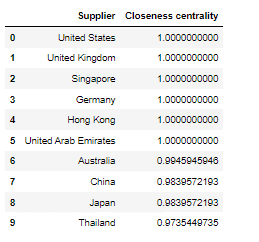 Supplier Closeness centrality
0 United States 1.0000000000
1 United Kingdom 1.0000000000
2 Singapore 1.0000000000
3 Germany 1.0000000000
4 Hong Kong 1.0000000000
5 United Arab Emirates 1.0000000000
6 Australia 0.9945945946
7 China 0.9839572193
8 Japan 0.9839572193
9 Thailand 0.9735449735